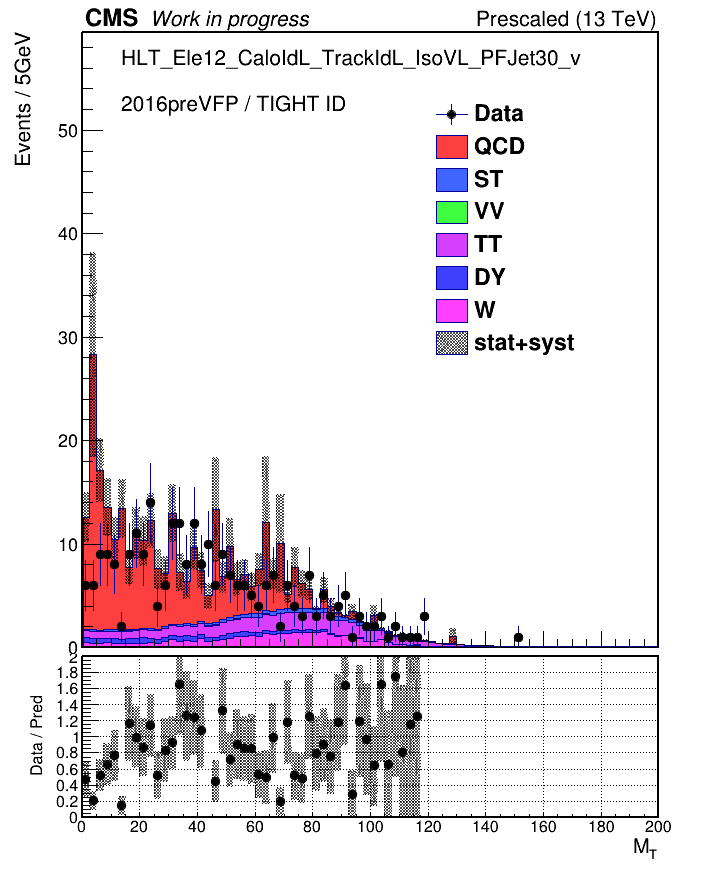 CMS Work in progress Prescaled (13 TeV)
Events / 5GeV
HLT_Ele12_CaloIdL_TrackIdL_IsoVL_PFJet30_v
2016preVFP / TIGHT ID
Data
QCD
ST
VV
TT
DY
W
stat+syst
50
40
30
20
10
0
Data / Pred
2
1.8
1.6
1.4
1.2
1
0.8
0.6
0.4
0.2
0
0 20 40 60 80 100 120 140 160 180 200
M_T